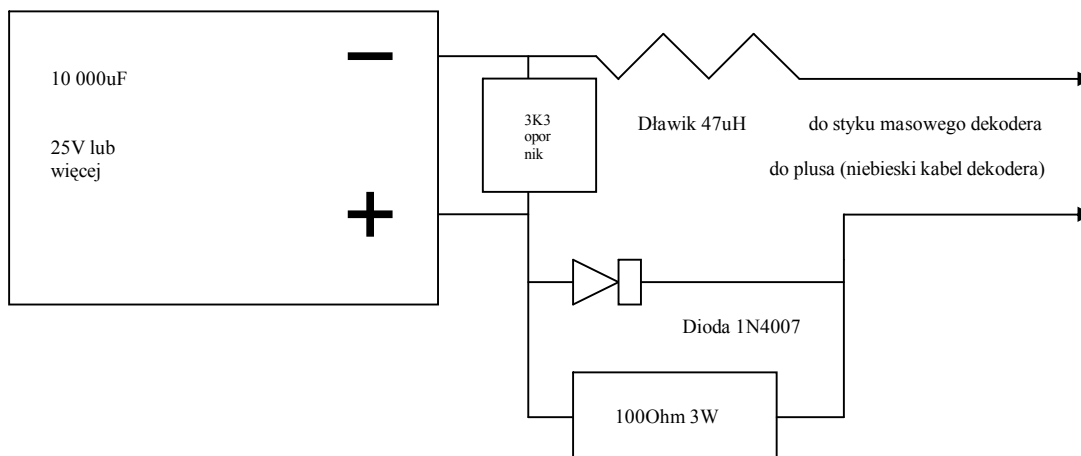 10 000uF
25V lub
więcej
3K3
opor
nik
Dławik 47uH
do styku masowego dekodera
do plusa (niebieski kabel dekodera)
Dioda 1N4007
100Ohm 3W